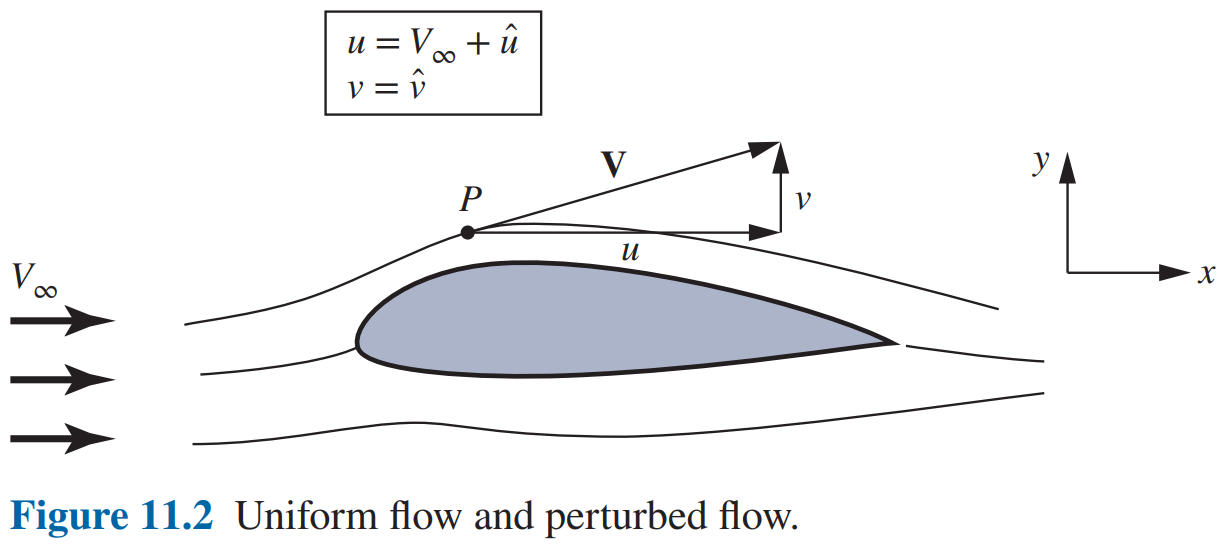 u = V∞ + û
v = v̂
V
P
v
u
V∞
y
x
Figure 11.2 Uniform flow and perturbed flow.